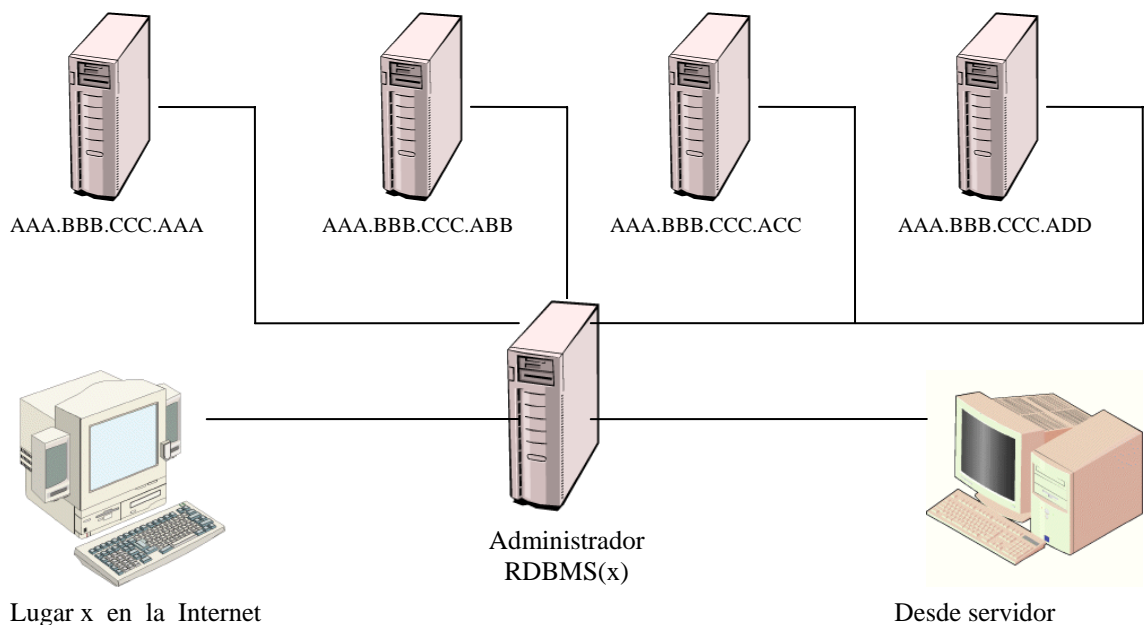 AAA.BBB.CCC.AAA
AAA.BBB.CCC.ABB
AAA.BBB.CCC.ACC
AAA.BBB.CCC.ADD
Administrador
RDBMS(x)
Lugar x en la Internet
Desde servidor